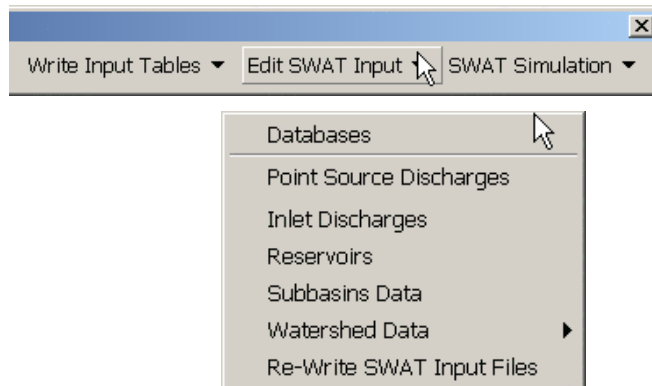 Write Input Tables Edit SWAT Input SWAT Simulation
Databases
Point Source Discharges
Inlet Discharges
Reservoirs
Subbasins Data
Watershed Data
Re-Write SWAT Input Files